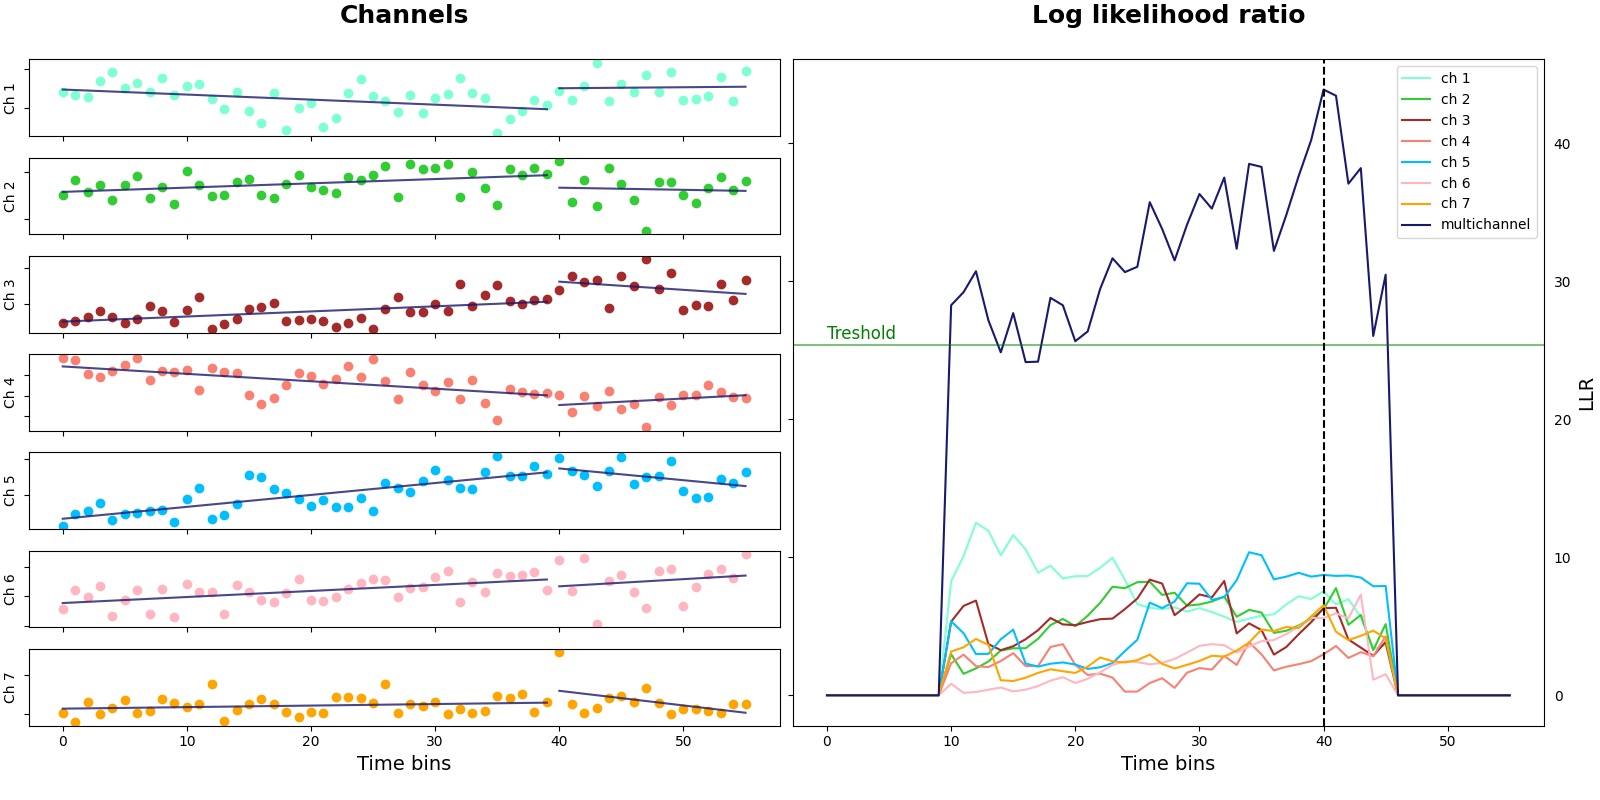 Channels
Log likelihood ratio
Ch 1
Ch 2
Ch 3
Ch 4
Ch 5
Ch 6
Ch 7
0 10 20 30 40 50
Time bins
Treshold
ch 1
ch 2
ch 3
ch 4
ch 5
ch 6
ch 7
multichannel
40
30
20
10
0
LLR
0 10 20 30 40 50
Time bins